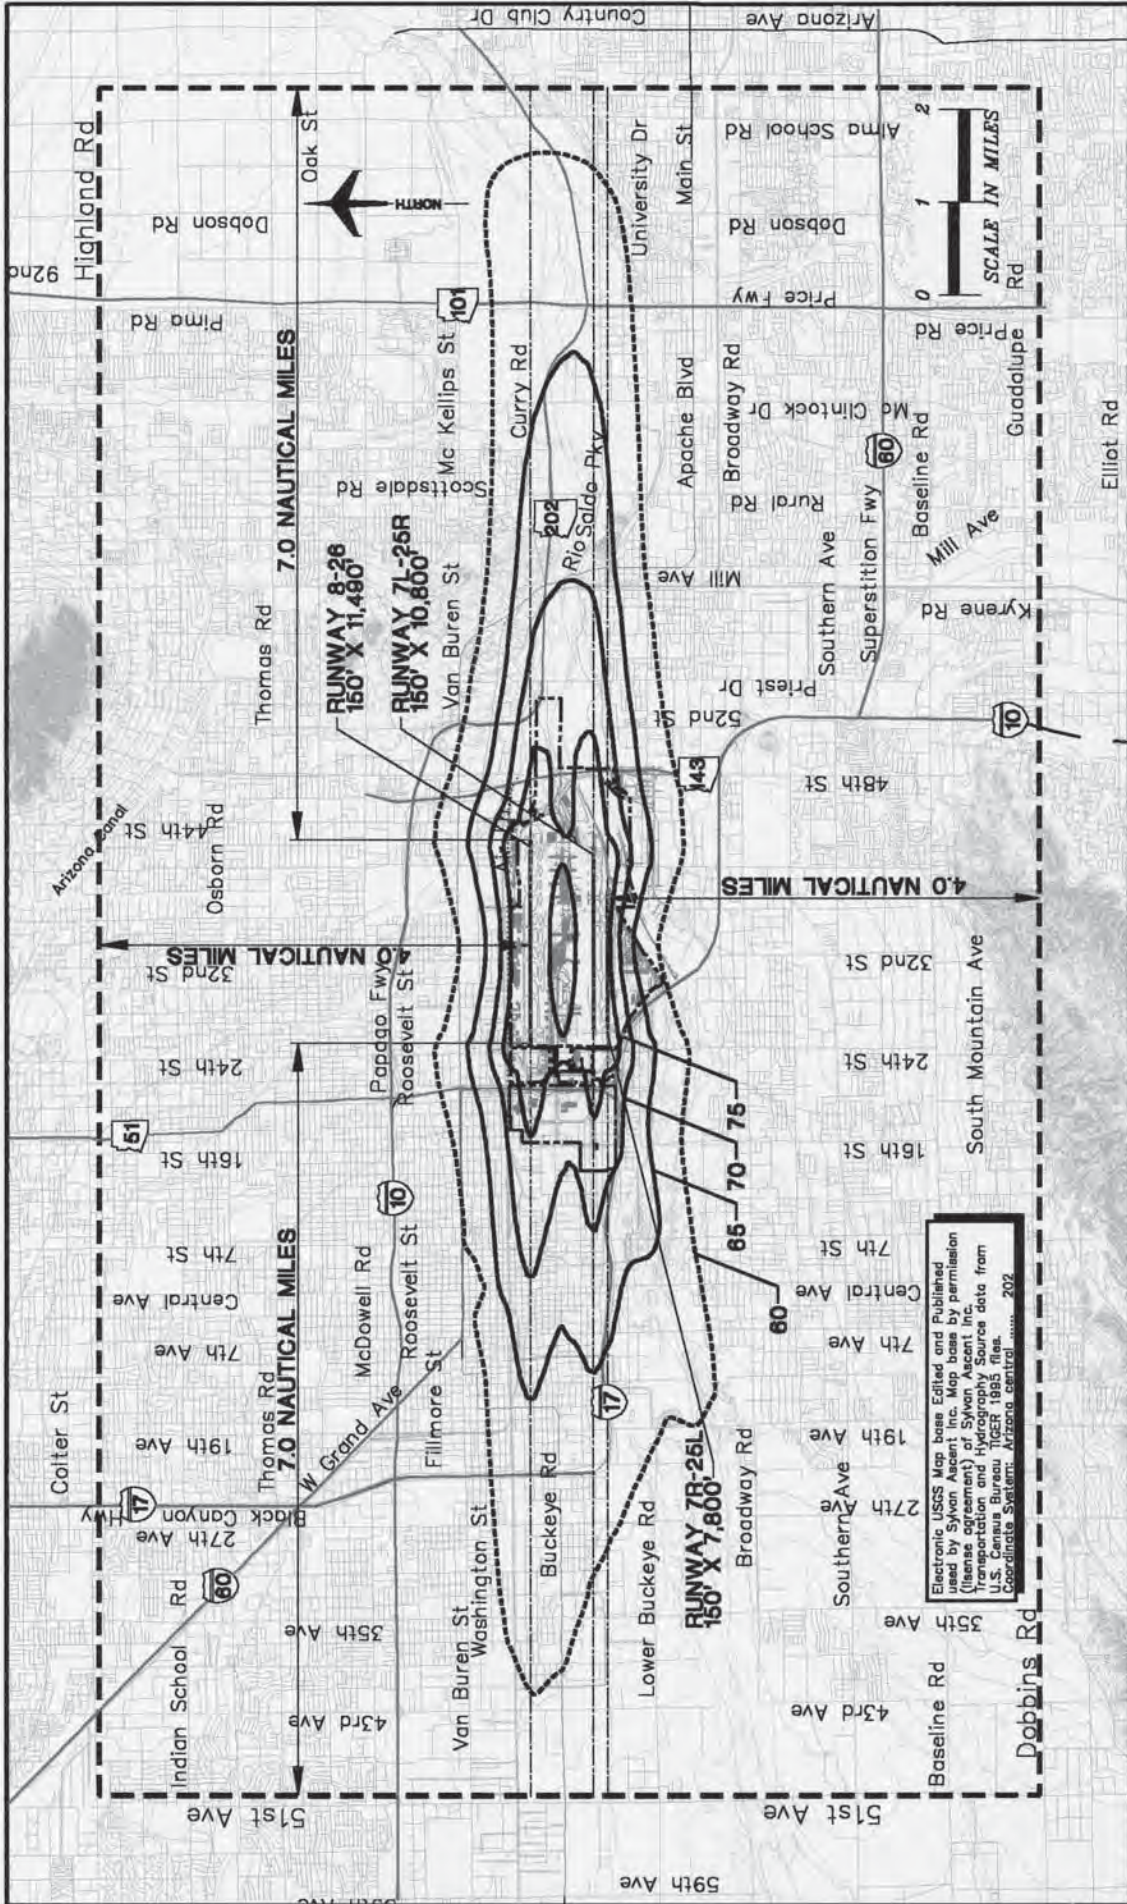 Country Club Dr
Arizona Ave
Highland Rd
Oak St
Dobson
Rd
NORTH
University Dr
Main St
Alma School Rd
Dobson
Rd
0
1
2
SCALE IN MILES
92nd
Pima Rd
101
Price Fwy
Price Rd
Guadalupe
Rd
7.0 NAUTICAL MILES
Mc Kellips St
Curry Rd
Scottsdale
Rd
Apache Blvd
Broadway Rd
Mc Clintock Dr
Rural Rd
60
Baseline Rd
Elliot Rd
202
Rio Salado Pky
Mill Ave
Mill Ave
Southern Ave
Superstition Fwy
Kyrene Rd
Thomas Rd
Van Buren St
RUNWAY 8-26
150' X 11,490'
RUNWAY 7L-25R
150' X 10,800'
Priest Dr
52nd St
10
143
48th
St
Arizona Canal
44th St
Osborn Rd
4.0 NAUTICAL MILES
4.0 NAUTICAL MILES
32nd
St
32nd
St
Papago Fwy
Roosevelt St
South Mountain Ave
24th
St
24th
St
51
16th
St
16th
St
10
75
70
65
60
7.0 NAUTICAL MILES
7th
St
7th
St
McDowell Rd
Roosevelt St
Central Ave
Central Ave
7th Ave
7th Ave
Colter St
Thomas Rd
W Grand Ave
Fillmore St
19th
Ave
19th
Ave
17
17
Black Canyon Hwy
27th
Ave
27th
Ave
Buckeye Rd
Lower Buckeye Rd
Broadway Rd
Southern Ave
RUNWAY 7R-25L
150' X 7,800'
Indian School
Rd
60
35th
Ave
35th
Ave
Van Buren St
Washington St
43rd Ave
43rd Ave
Baseline Rd
Dobbins Rd
51st Ave
51st Ave
59th Ave
Electronic USGS Map base Edited and Published
used by Sylvan Ascent Inc. Map base by permission
(lisense agreement) of Sylvan Ascent Inc.
Transportation and Hydrography Source data from
U.S. Census Bureau TIGER 1995 files.
Coordinate System: Arizona central ...... 202